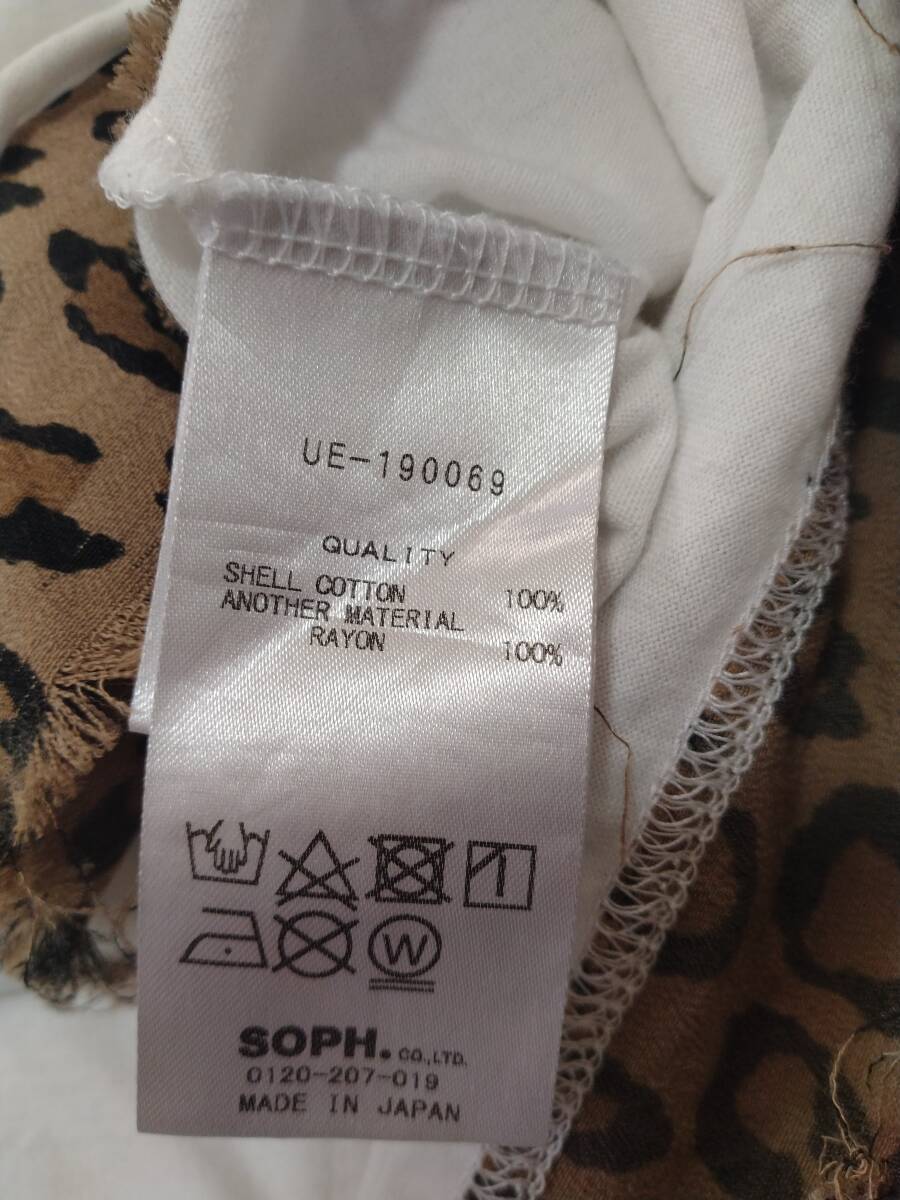 UE-190069
QUALITY
SHELL COTTON 100%
ANOTHER MATERIAL
RAYON 100%
W
SOPH. CO.,LTD.
0120-207-019
MADE IN JAPAN